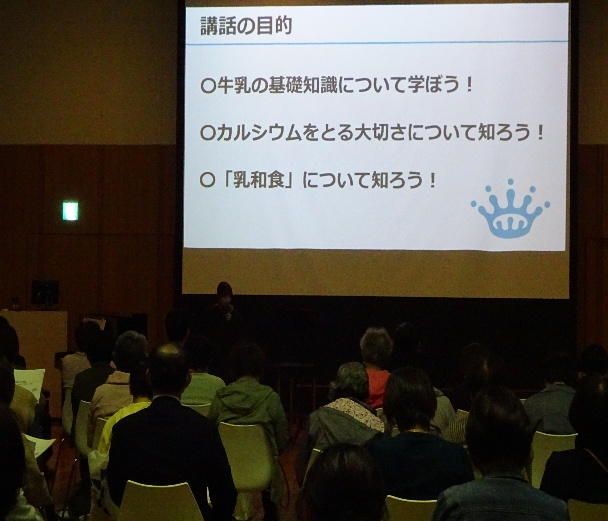 講話の目的
〇牛乳の基礎知識について学ぼう！
〇カルシウムをとる大切さについて知ろう！
〇「乳和食」について知ろう！